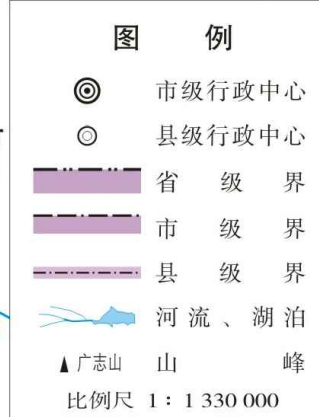 图 例
市级行政中心
县级行政中心
省 级 界
市 级 界
县 级 界
河流、湖泊
广志山 山 峰
比例尺 1：1 330 000